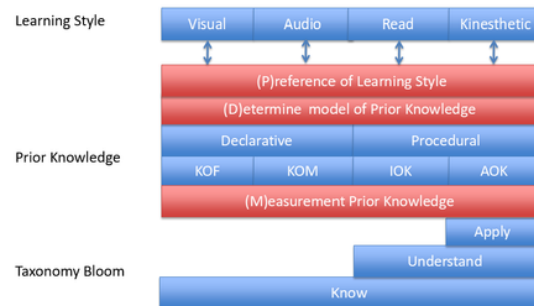 Learning Style Visual Audio Read Kinesthetic
(P)reference of Learning Style
(D)etermine model of Prior Knowledge
Declarative Procedural
Prior Knowledge
KOF KOM IOK AOK
(M)easurement Prior Knowledge
Apply
Understand
Taxonomy Bloom
Know